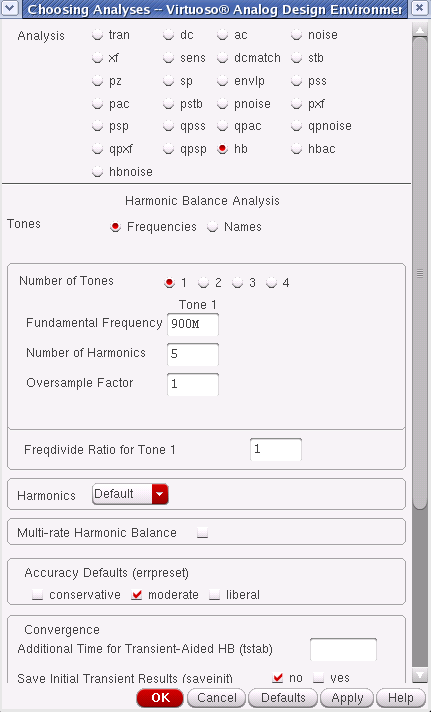 Choosing Analyses -- Virtuoso® Analog Design Environmer
Analysis tran dc ac noise
xf sens dcmatch stb
pz sp envlp pss
pac pstb pnoise pxf
psp qpss qpac qpnoise
qpxf qpsp hb hbac
hbnoise
Harmonic Balance Analysis
Tones Frequencies Names
Number of Tones 1 2 3 4
Tone 1
Fundamental Frequency 900M
Number of Harmonics 5
Oversample Factor 1
Freqdivide Ratio for Tone 1 1
Harmonics Default
Multi-rate Harmonic Balance
Accuracy Defaults (errpreset)
conservative moderate liberal
Convergence
Additional Time for Transient-Aided HB (tstab)
Save Initial Transient Results (saveinit) no yes
OK Cancel Defaults Apply Help